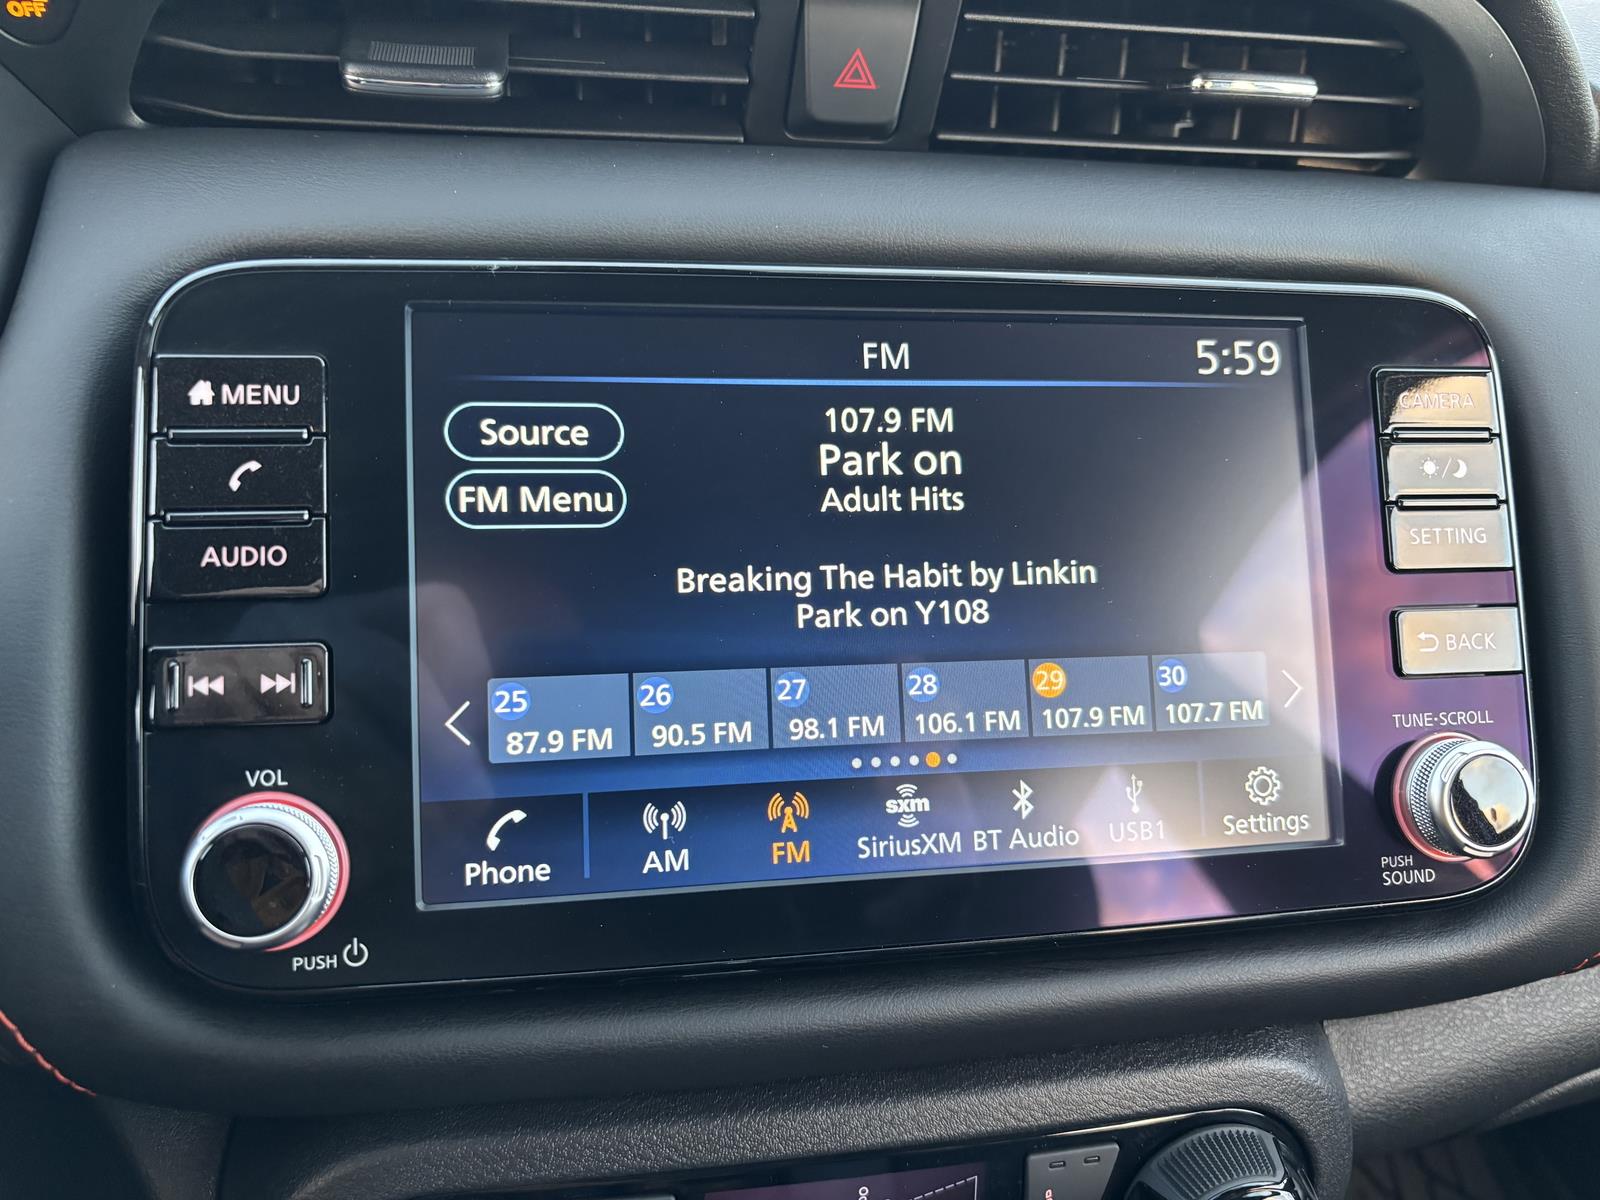 OFF
FM
5:59
MENU
AUDIO
VOL
PUSH
Source
FM Menu
107.9 FM
Park on
Adult Hits
Breaking The Habit by Linkin
Park on Y108
25
87.9 FM
26
90.5 FM
27
98.1 FM
28
106.1 FM
29
107.9 FM
30
107.7 FM
Phone
AM
FM
sxm
SiriusXM
BT Audio
USB1
Settings
CAMERA
SETTING
BACK
TUNE•SCROLL
PUSH
SOUND